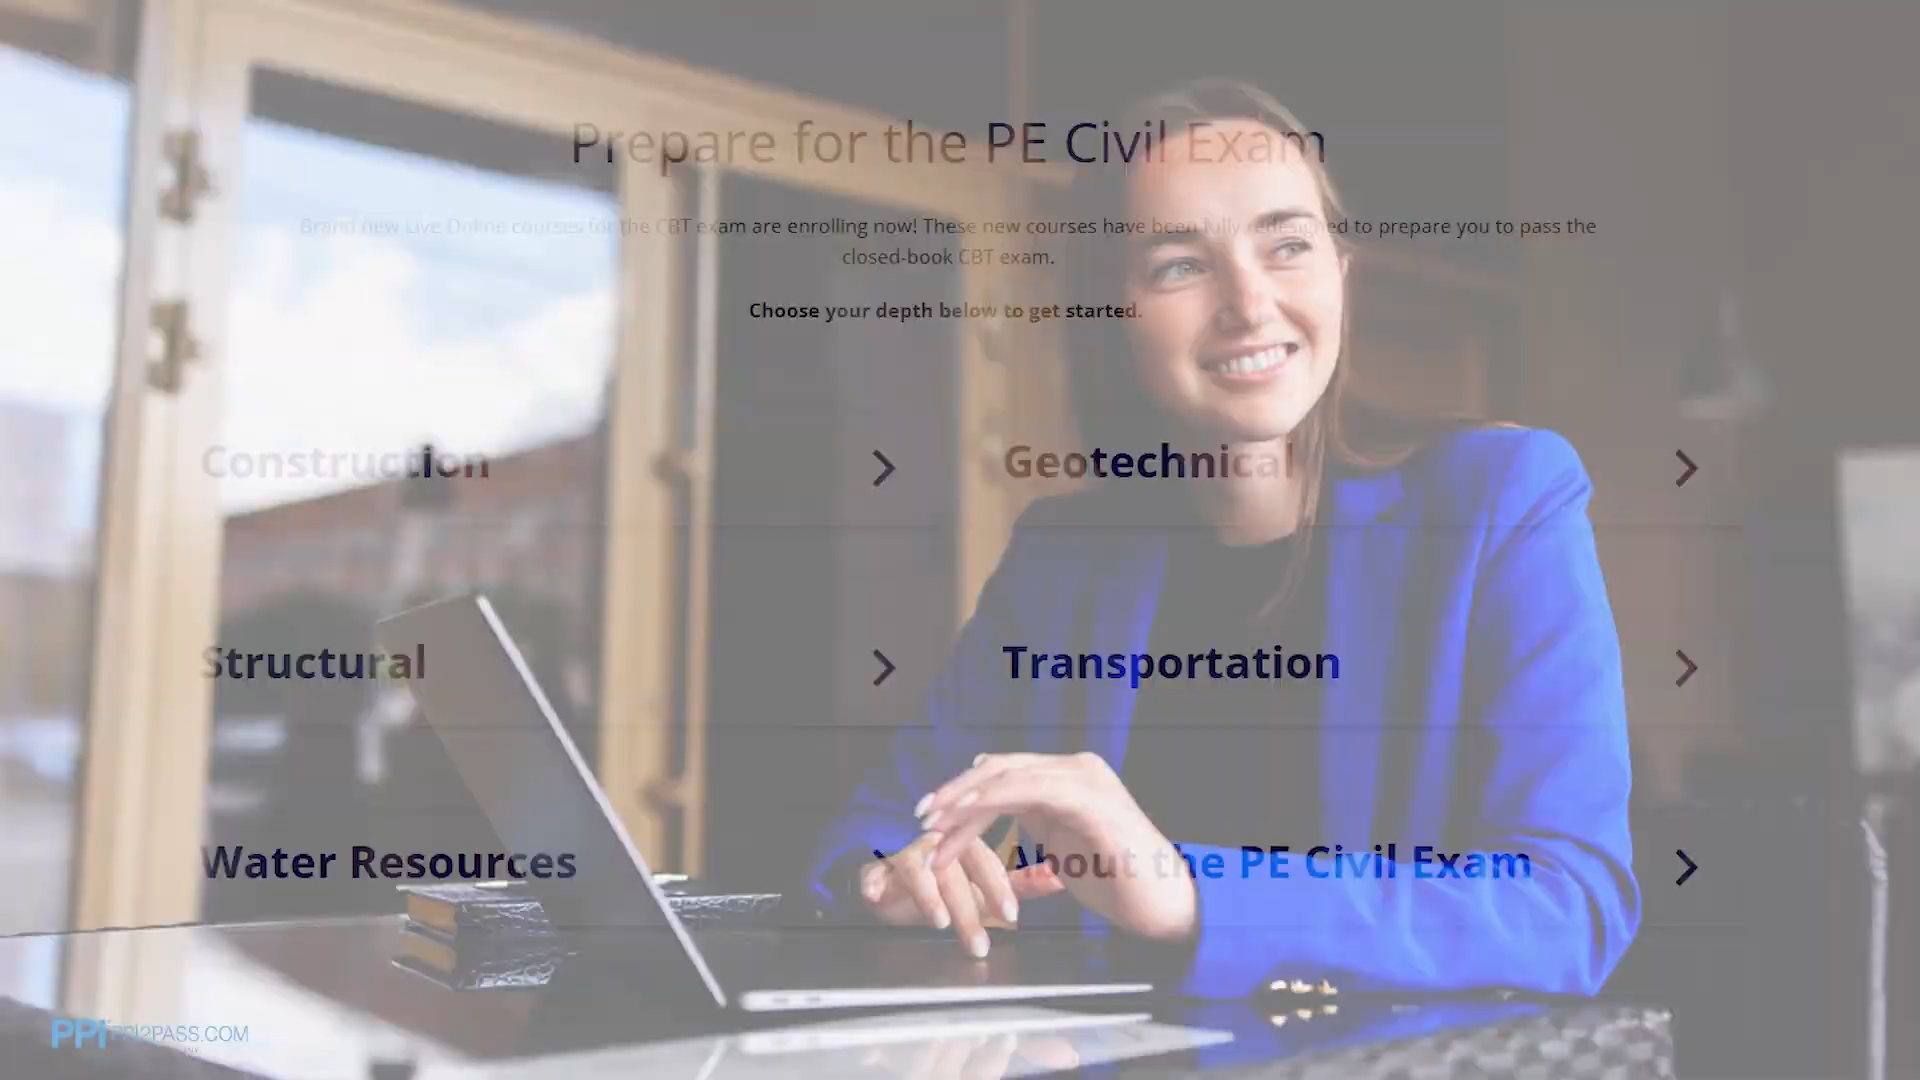 Prepare for the PE Civil Exam
Brand new Live Online courses for the CBT exam are enrolling now! These new courses have been fully redesigned to prepare you to pass the
closed-book CBT exam.
Choose your depth below to get started.
Construction
Geotechnical
Structural
Transportation
Water Resources
About the PE Civil Exam
PPI PPI2PASS.COM